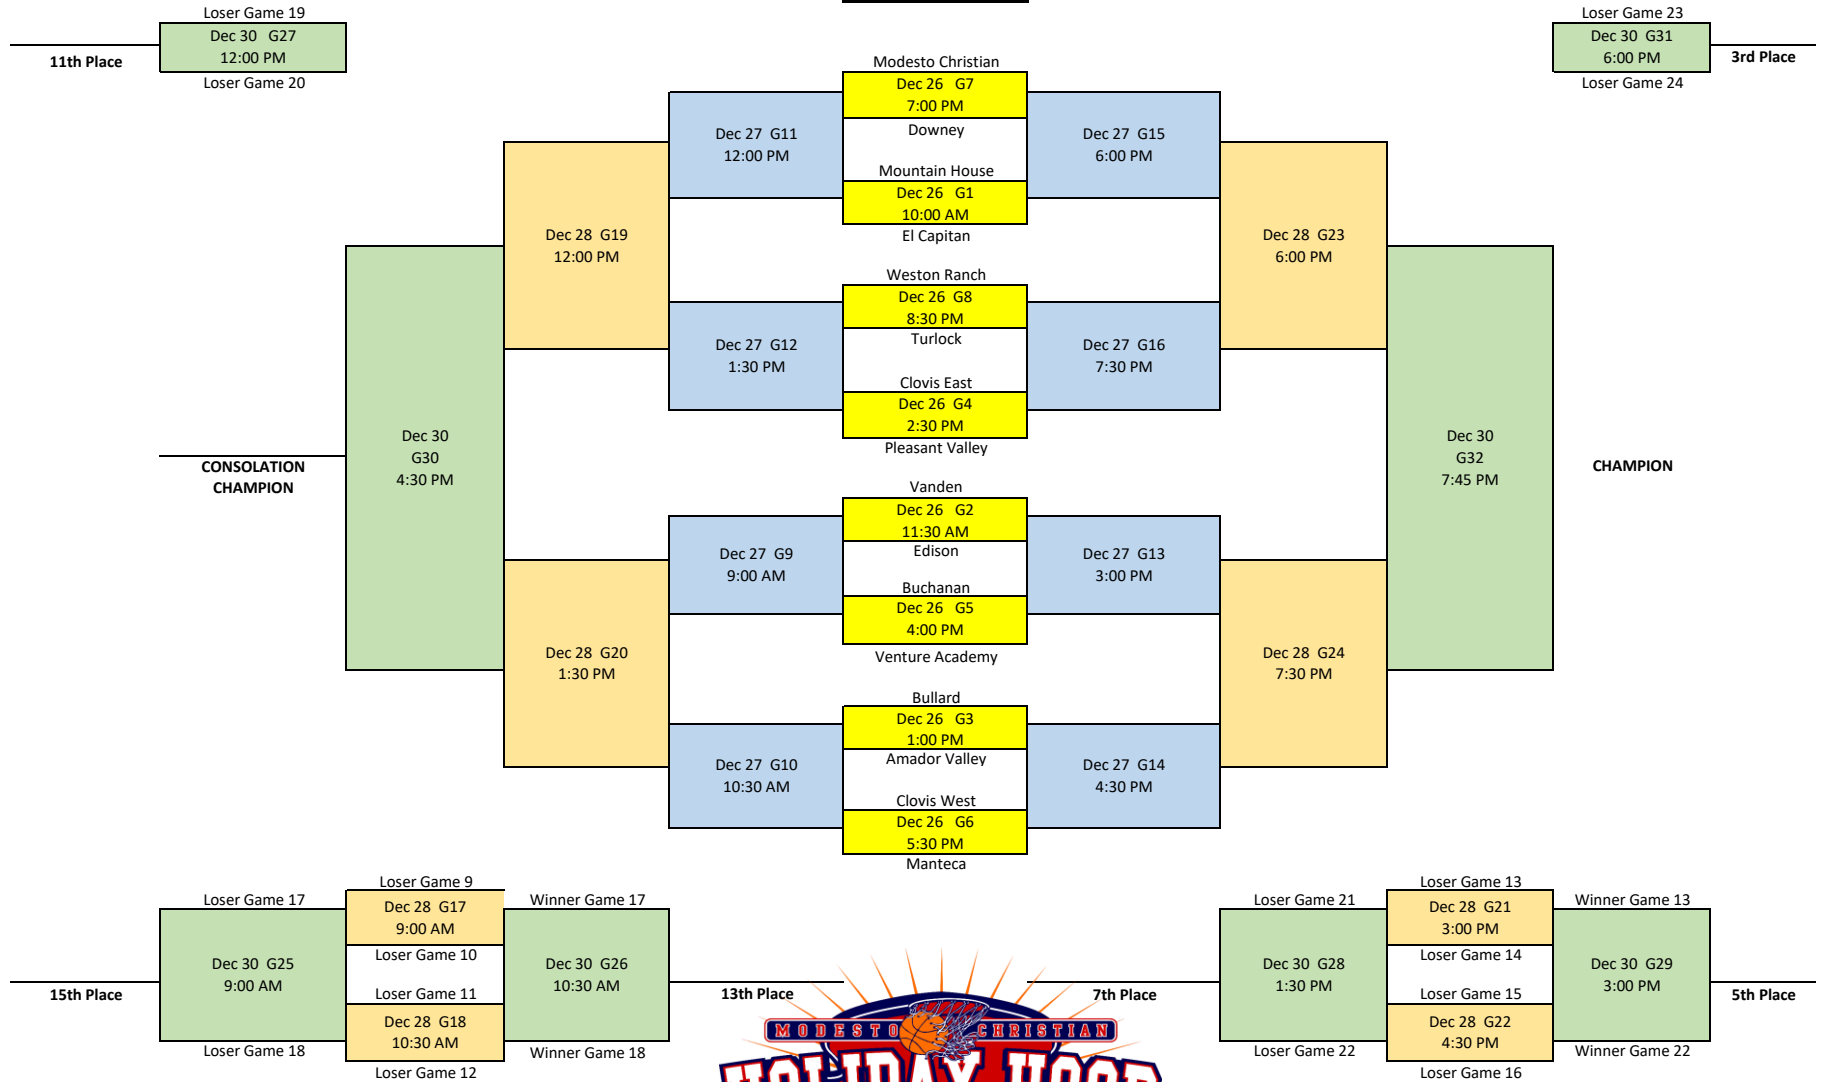 Loser Game 19
Dec 30 G27
12:00 PM
11th Place
Loser Game 20
Loser Game 23
Dec 30 G31
6:00 PM
3rd Place
Loser Game 24
Modesto Christian
Dec 26 G7
7:00 PM
Downey
Dec 27 G11
12:00 PM
Dec 27 G15
6:00 PM
Mountain House
Dec 26 G1
10:00 AM
El Capitan
Dec 28 G19
12:00 PM
Dec 28 G23
6:00 PM
Weston Ranch
Dec 26 G8
8:30 PM
Turlock
Dec 27 G12
1:30 PM
Dec 27 G16
7:30 PM
Clovis East
Dec 26 G4
2:30 PM
Pleasant Valley
Dec 30
G30
4:30 PM
CONSOLATION
CHAMPION
Dec 30
G32
7:45 PM
CHAMPION
Vanden
Dec 26 G2
11:30 AM
Edison
Dec 27 G9
9:00 AM
Dec 27 G13
3:00 PM
Buchanan
Dec 26 G5
4:00 PM
Venture Academy
Dec 28 G20
1:30 PM
Dec 28 G24
7:30 PM
Bullard
Dec 26 G3
1:00 PM
Amador Valley
Dec 27 G10
10:30 AM
Dec 27 G14
4:30 PM
Clovis West
Dec 26 G6
5:30 PM
Manteca
Loser Game 17
Loser Game 9
Dec 28 G17
9:00 AM
Loser Game 10
Winner Game 17
Dec 30 G25
9:00 AM
15th Place
Dec 30 G26
10:30 AM
13th Place
Loser Game 11
Dec 28 G18
10:30 AM
Loser Game 18
Winner Game 18
Loser Game 12
Loser Game 21
Loser Game 13
Dec 28 G21
3:00 PM
Loser Game 14
Winner Game 13
7th Place
Dec 30 G28
1:30 PM
Dec 30 G29
3:00 PM
5th Place
Loser Game 15
Dec 28 G22
4:30 PM
Loser Game 22
Winner Game 22
Loser Game 16
MODESTO CHRISTIAN
HOLIDAY HOOP